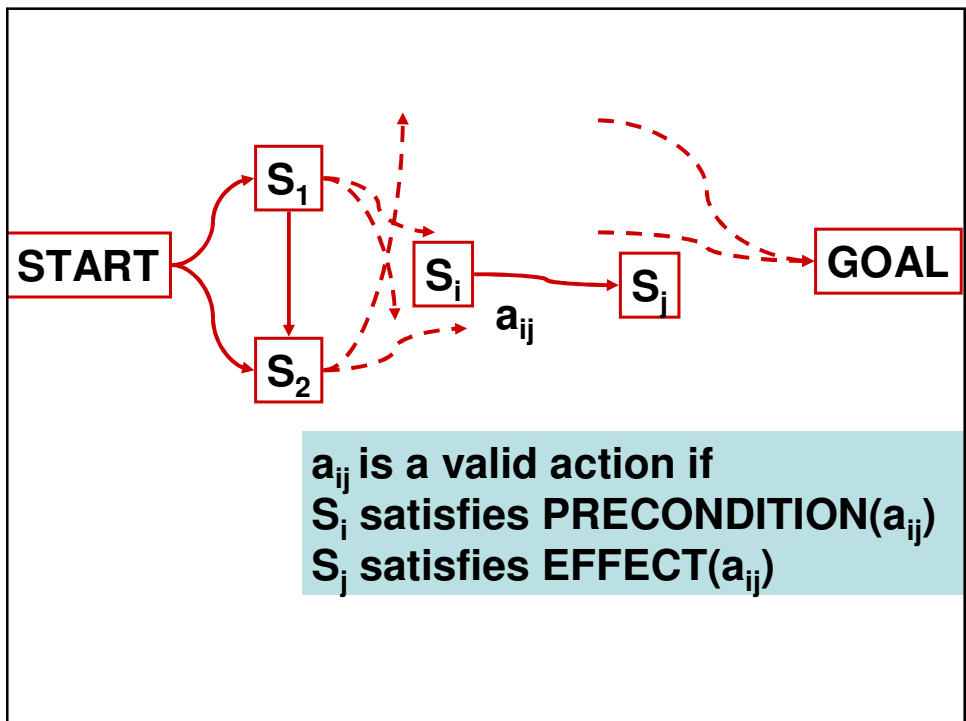 S₁
START
Sᵢ
Sⱼ
GOAL
aᵢⱼ
S₂
aᵢⱼ is a valid action if
Sᵢ satisfies PRECONDITION(aᵢⱼ)
Sⱼ satisfies EFFECT(aᵢⱼ)